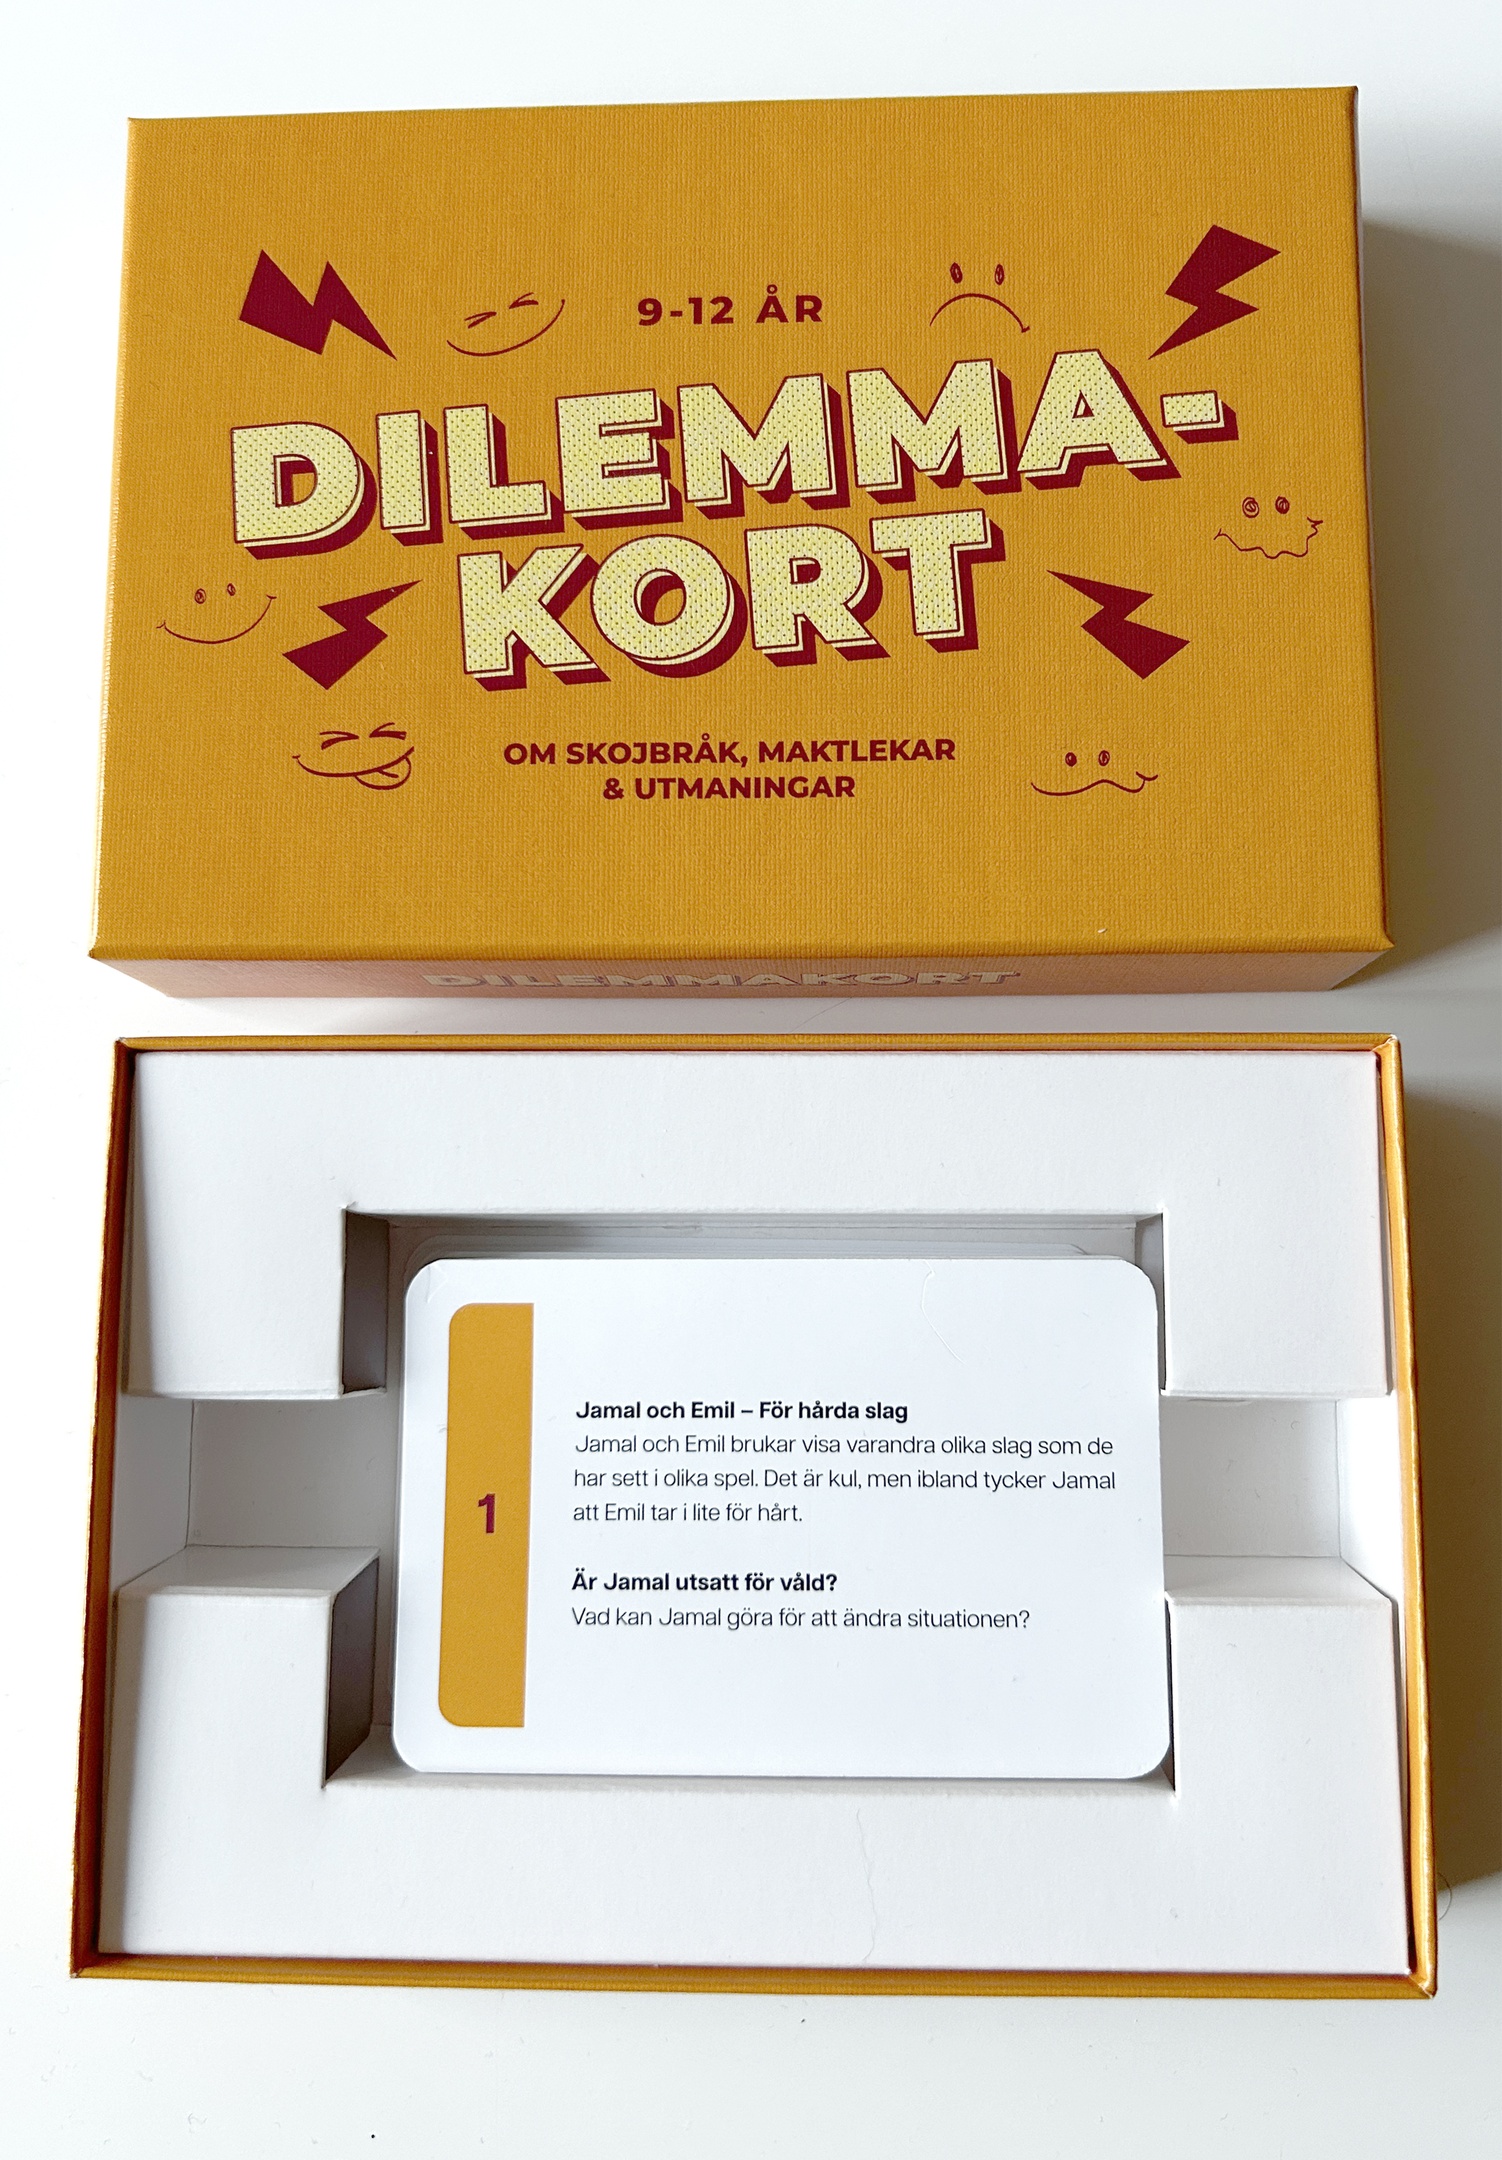 9-12 ÅR
DILEMMA-
KORT
OM SKOJBRÅK, MAKTLEKAR
& UTMANINGAR
DILEMMAKORT
1
Jamal och Emil – För hårda slag
Jamal och Emil brukar visa varandra olika slag som de
har sett i olika spel. Det är kul, men ibland tycker Jamal
att Emil tar i lite för hårt.
Är Jamal utsatt för våld?
Vad kan Jamal göra för att ändra situationen?